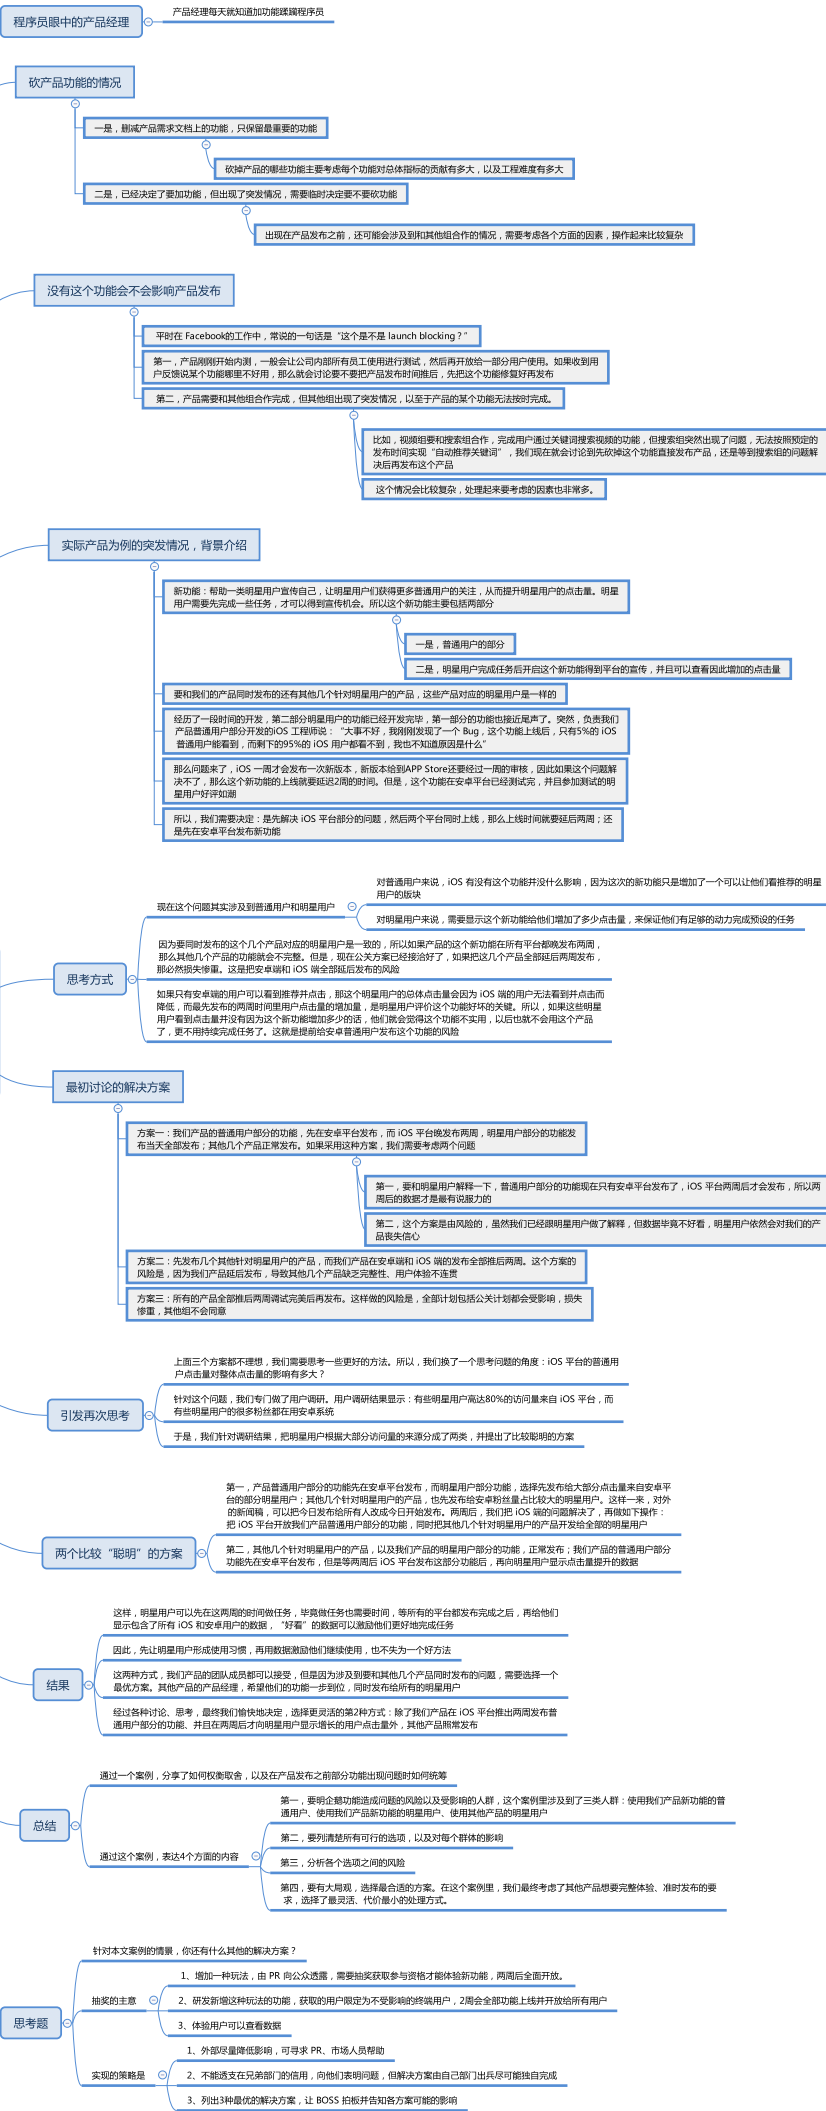 程序员眼中的产品经理
产品经理每天就知道加功能蹂躏程序员
砍产品功能的情况
一是，删减产品需求文档上的功能，只保留最重要的功能
砍掉产品的哪些功能主要考虑每个功能对总体指标的贡献有多大，以及工程难度有多大
二是，已经决定了要加功能，但出现了突发情况，需要临时决定要不要砍功能
出现在产品发布之前，还可能会涉及到和其他组合作的情况，需要考虑各个方面的因素，操作起来比较复杂
没有这个功能会不会影响产品发布
平时在 Facebook的工作中，常说的一句话是“这个是不是 launch blocking？”
第一，产品刚刚开始内测，一般会让公司内部所有员工使用进行测试，然后再开放给一部分用户使用。如果收到用
户反馈说某个功能哪里不好用，那么就会讨论要不要把产品发布时间推后，先把这个功能修复好再发布
第二，产品需要和其他组合作完成，但其他组出现了突发情况，以至于产品的某个功能无法按时完成。
比如，视频组要和搜索组合作，完成用户通过关键词搜索视频的功能，但搜索组突然出现了问题，无法按照预定的
发布时间实现“自动推荐关键词”，我们现在就会讨论到先砍掉这个功能直接发布产品，还是等到搜索组的问题解
决后再发布这个产品
这个情况会比较复杂，处理起来要考虑的因素也非常多。
实际产品为例的突发情况，背景介绍
新功能：帮助一类明星用户宣传自己，让明星用户们获得更多普通用户的关注，从而提升明星用户的点击量。明星
用户需要先完成一些任务，才可以得到宣传机会。所以这个新功能主要包括两部分
一是，普通用户的部分
二是，明星用户完成任务后开启这个新功能得到平台的宣传，并且可以查看因此增加的点击量
要和我们的产品同时发布的还有其他几个针对明星用户的产品，这些产品对应的明星用户是一样的
经历了一段时间的开发，第二部分明星用户的功能已经开发完毕，第一部分的功能也接近尾声了。突然，负责我们
产品普通用户部分开发的iOS 工程师说：“大事不好，我刚刚发现了一个 Bug，这个功能上线后，只有5%的 iOS
普通用户能看到，而剩下的95%的 iOS 用户都看不到，我也不知道原因是什么”
那么问题来了，iOS 一周才会发布一次新版本，新版本给到APP Store还要经过一周的审核，因此如果这个问题解
决不了，那么这个新功能的上线就要延迟2周的时间。但是，这个功能在安卓平台已经测试完，并且参加测试的明
星用户好评如潮
所以，我们需要决定：是先解决 iOS 平台部分的问题，然后两个平台同时上线，那么上线时间就要延后两周；还
是先在安卓平台发布新功能
思考方式
现在这个问题其实涉及到普通用户和明星用户
对普通用户来说，iOS 有没有这个功能并没什么影响，因为这次的新功能只是增加了一个可以让他们看推荐的明星
用户的版块
对明星用户来说，需要显示这个新功能给他们增加了多少点击量，来保证他们有足够的动力完成预设的任务
因为要同时发布的这个几个产品对应的明星用户是一致的，所以如果产品的这个新功能在所有平台都晚发布两周，
那么其他几个产品的功能就会不完整。但是，现在公关方案已经接洽好了，如果把这几个产品全部延后两周发布，
那必然损失惨重。这是把安卓端和 iOS 端全部延后发布的风险
如果只有安卓端的用户可以看到推荐并点击，那这个明星用户的总体点击量会因为 iOS 端的用户无法看到并点击而
降低，而最先发布的两周时间里用户点击量的增加量，是明星用户评价这个功能好坏的关键。所以，如果这些明星
用户看到点击量并没有因为这个新功能增加多少的话，他们就会觉得这个功能不实用，以后也就不会用这个产品
了，更不用持续完成任务了。这就是提前给安卓普通用户发布这个功能的风险
最初讨论的解决方案
方案一：我们产品的普通用户部分的功能，先在安卓平台发布，而 iOS 平台晚发布两周，明星用户部分的功能发
布当天全部发布；其他几个产品正常发布。如果采用这种方案，我们需要考虑两个问题
第一，要和明星用户解释一下，普通用户部分的功能现在只有安卓平台发布了，iOS 平台两周后才会发布，所以两
周后的数据才是最有说服力的
第二，这个方案是由风险的，虽然我们已经跟明星用户做了解释，但数据毕竟不好看，明星用户依然会对我们的产
品丧失信心
方案二：先发布几个其他针对明星用户的产品，而我们产品在安卓端和 iOS 端的发布全部推后两周。这个方案的
风险是，因为我们产品延后发布，导致其他几个产品缺乏完整性、用户体验不连贯
方案三：所有的产品全部推后两周调试完美后再发布。这样做的风险是，全部计划包括公关计划都会受影响，损失
惨重，其他组不会同意
引发再次思考
上面三个方案都不理想，我们需要思考一些更好的方法。所以，我们换了一个思考问题的角度：iOS 平台的普通用
户点击量对整体点击量的影响有多大？
针对这个问题，我们专门做了用户调研。用户调研结果显示：有些明星用户高达80%的访问量来自 iOS 平台，而
有些明星用户的很多粉丝都在用安卓系统
于是，我们针对调研结果，把明星用户根据大部分访问量的来源分成了两类，并提出了比较聪明的方案
两个比较“聪明”的方案
第一，产品普通用户部分的功能先在安卓平台发布，而明星用户部分功能，选择先发布给大部分点击量来自安卓平
台的部分明星用户；其他几个针对明星用户的产品，也先发布给安卓粉丝量占比较大的明星用户。这样一来，对外
的新闻稿，可以把今日发布给所有人改成今日开始发布。两周后，我们把 iOS 端的问题解决了，再做如下操作：
把 iOS 平台开放我们产品普通用户部分的功能，同时把其他几个针对明星用户的产品开发给全部的明星用户
第二，其他几个针对明星用户的产品，以及我们产品的明星用户部分的功能，正常发布；我们产品的普通用户部分
功能先在安卓平台发布，但是等两周后 iOS 平台发布这部分功能后，再向明星用户显示点击量提升的数据
结果
这样，明星用户可以先在这两周的时间做任务，毕竟做任务也需要时间，等所有的平台都发布完成之后，再给他们
显示包含了所有 iOS 和安卓用户的数据，“好看”的数据可以激励他们更好地完成任务
因此，先让明星用户形成使用习惯，再用数据激励他们继续使用，也不失为一个好方法
这两种方式，我们产品的团队成员都可以接受，但是因为涉及到要和其他几个产品同时发布的问题，需要选择一个
最优方案。其他产品的产品经理，希望他们的功能一步到位，同时发布给所有的明星用户
经过各种讨论、思考，最终我们愉快地决定，选择更灵活的第2种方式：除了我们产品在 iOS 平台推出两周发布普
通用户部分的功能、并且在两周后才向明星用户显示增长的用户点击量外，其他产品照常发布
总结
通过一个案例，分享了如何权衡取舍，以及在产品发布之前部分功能出现问题时如何统筹
通过这个案例，表达4个方面的内容
第一，要明企鹅功能造成问题的风险以及受影响的人群，这个案例里涉及到了三类人群：使用我们产品新功能的普
通用户、使用我们产品新功能的明星用户、使用其他产品的明星用户
第二，要列清楚所有可行的选项，以及对每个群体的影响
第三，分析各个选项之间的风险
第四，要有大局观，选择最合适的方案。在这个案例里，我们最终考虑了其他产品想要完整体验、准时发布的要
求，选择了最灵活、代价最小的处理方式。
思考题
针对本文案例的情景，你还有什么其他的解决方案？
抽奖的主意
1、增加一种玩法，由 PR 向公众透露，需要抽奖获取参与资格才能体验新功能，两周后全面开放。
2、研发新增这种玩法的功能，获取的用户限定为不受影响的终端用户，2周会全部功能上线并开放给所有用户
3、体验用户可以查看数据
实现的策略是
1、外部尽量降低影响，可寻求 PR、市场人员帮助
2、不能透支在兄弟部门的信用，向他们表明问题，但解决方案由自己部门出兵尽可能独自完成
3、列出3种最优的解决方案，让 BOSS 拍板并告知各方案可能的影响